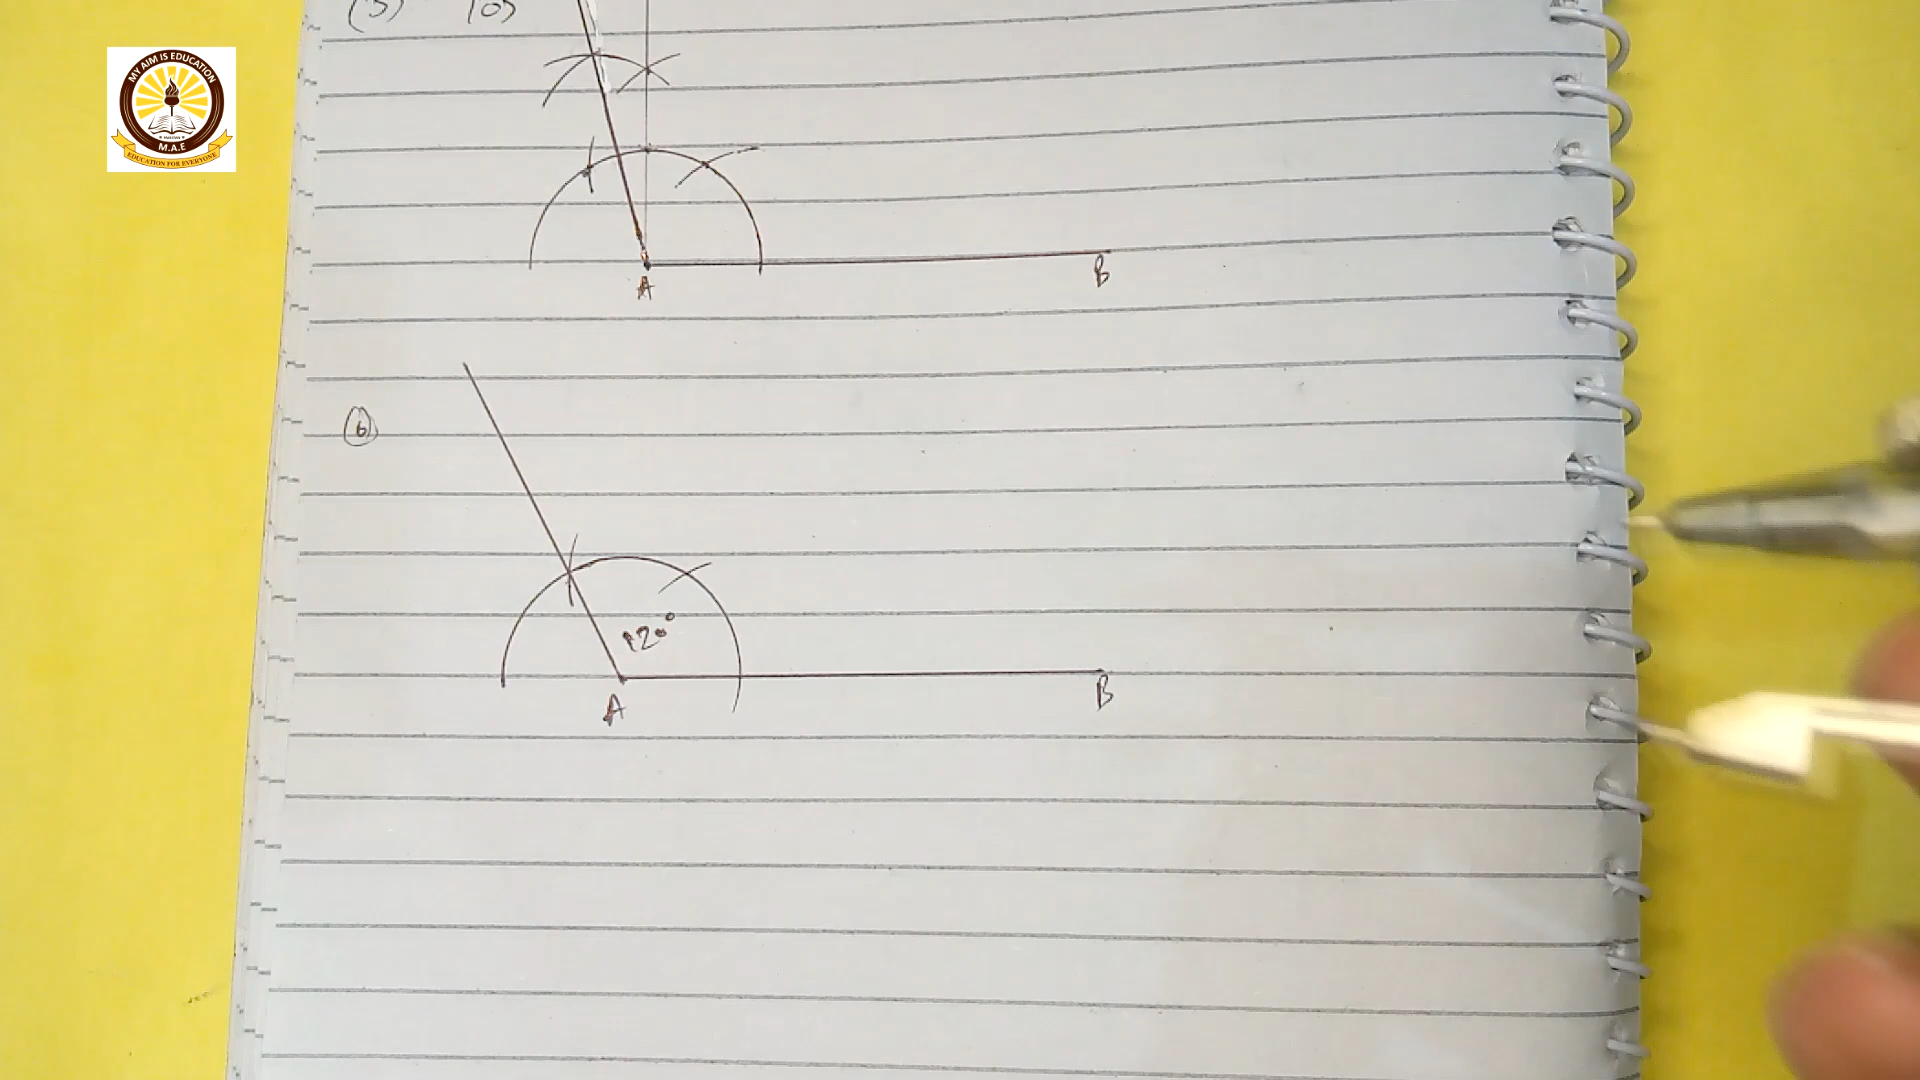 MY AIM IS EDUCATION
M.A.E
EDUCATION FOR EVERYONE
A
B
6
120°
A
B